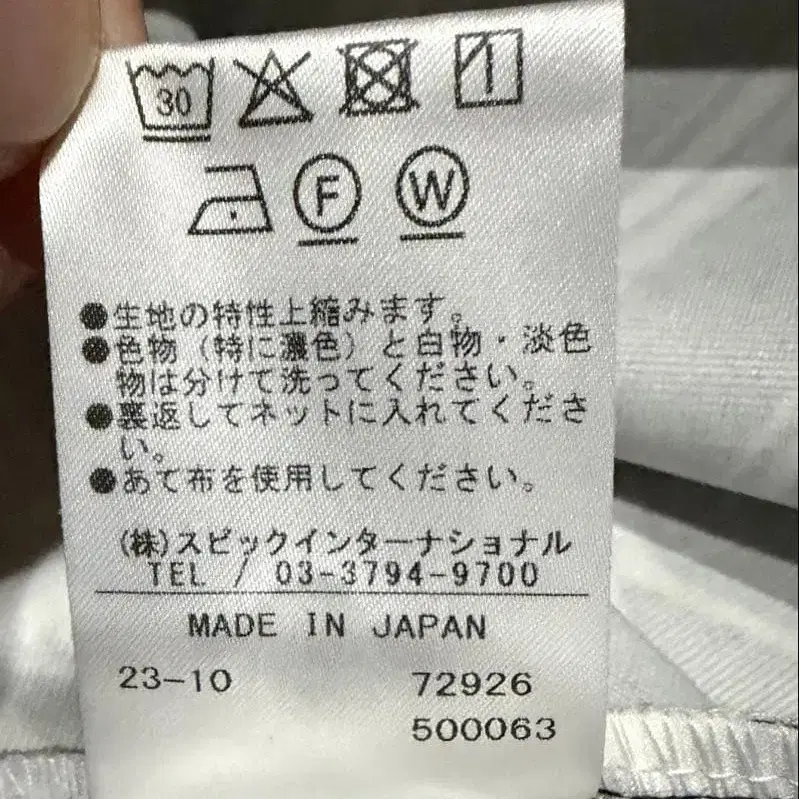 30
F W
●生地の特性上縮みます。
●色物（特に濃色）と白物・淡色
物は分けて洗ってください。
●裏返してネットに入れてくださ
い。
●あて布を使用してください。
(株)スピックインターナショナル
TEL / 03-3794-9700
MADE IN JAPAN
23-10 72926
500063